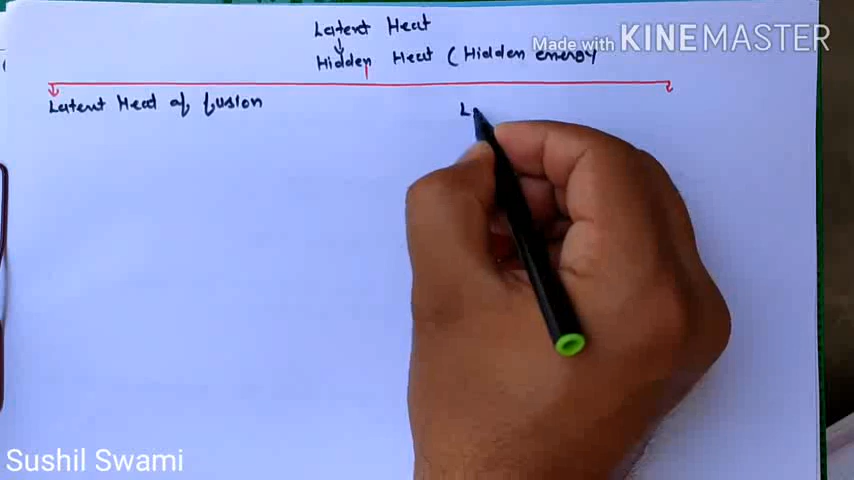 Latent Heat
Hidden Heat (Hidden energy
Made with KINEMASTER
Latent Heat of fusion
L
Sushil Swami